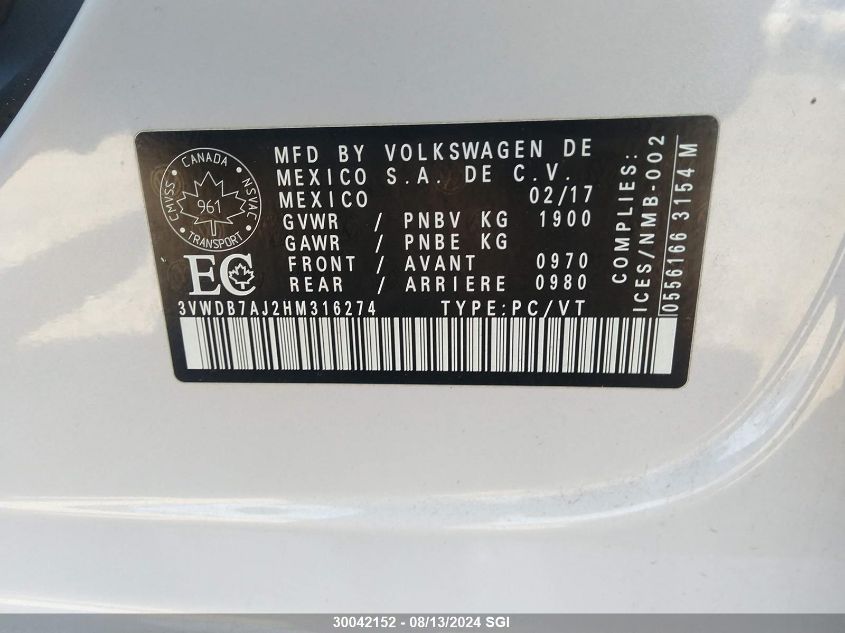 CANADA
CMVSS
NSVAC
961
TRANSPORT
EC
MFD BY VOLKSWAGEN DE
MEXICO S.A. DE C.V.
MEXICO 02/17
GVWR / PNBV KG 1900
GAWR / PNBE KG
FRONT / AVANT 0970
REAR / ARRIERE 0980
3VWDB7AJ2HM316274 TYPE:PC/VT
COMPLIES:
ICES/NMB-002
0556166 3154 M
30042152 - 08/13/2024 SGI